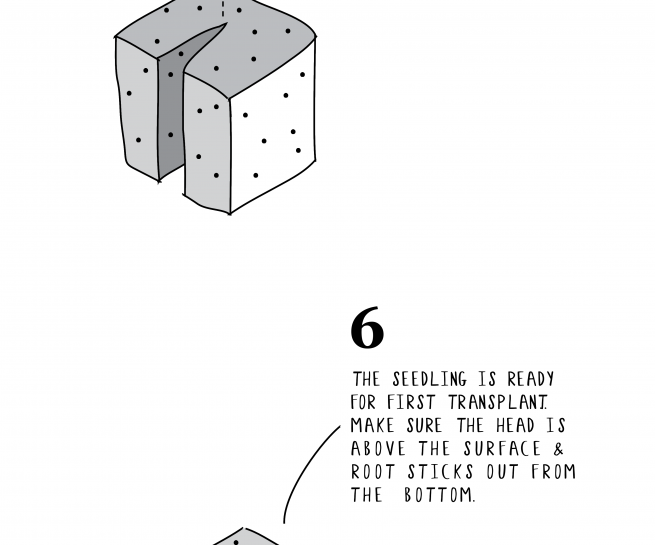 6
THE SEEDLING IS READY
FOR FIRST TRANSPLANT.
MAKE SURE THE HEAD IS
ABOVE THE SURFACE &
ROOT STICKS OUT FROM
THE BOTTOM.